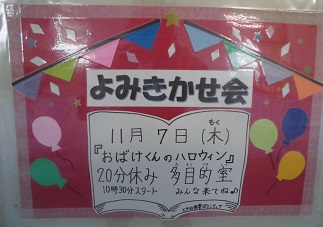 よみきかせ会
11月 7日 (木)
もく
『おばけくんのハロウィン』
20分休み 多目的室
10時30分スタート みんな来てね♪